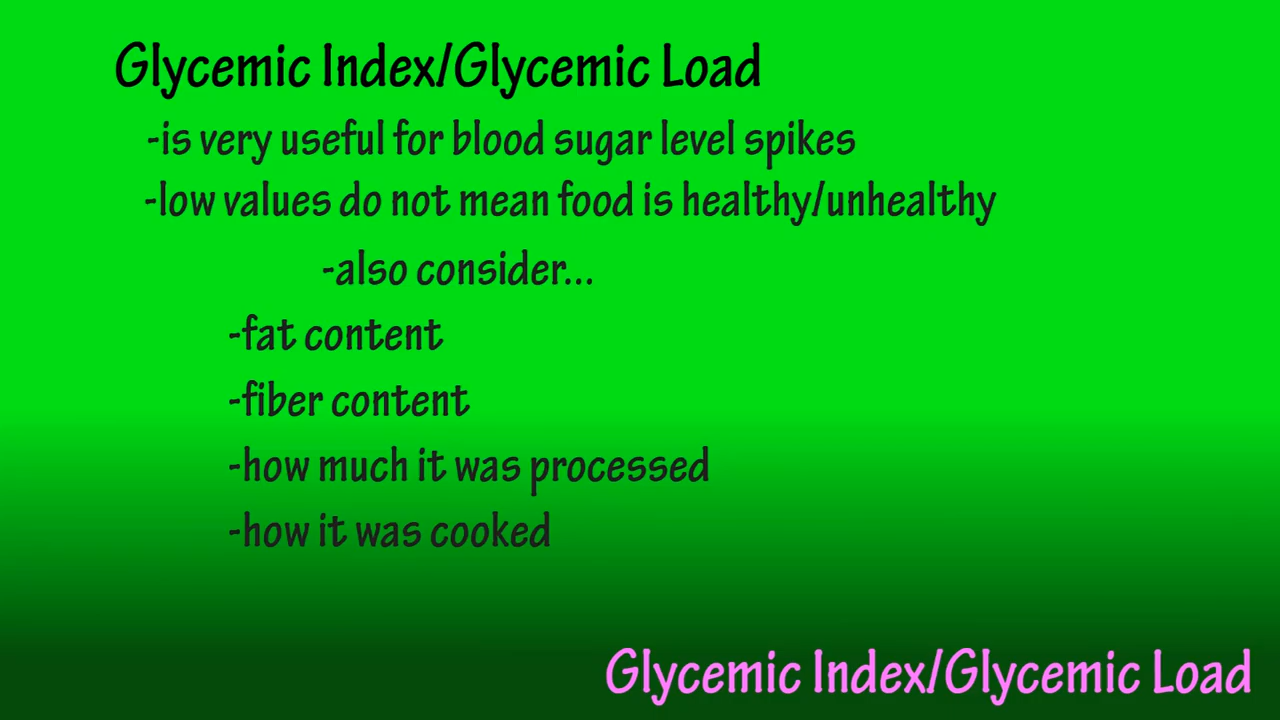 Glycemic Index/Glycemic Load
-is very useful for blood sugar level spikes
-low values do not mean food is healthy/unhealthy
-also consider...
-fat content
-fiber content
-how much it was processed
-how it was cooked
Glycemic Index/Glycemic Load